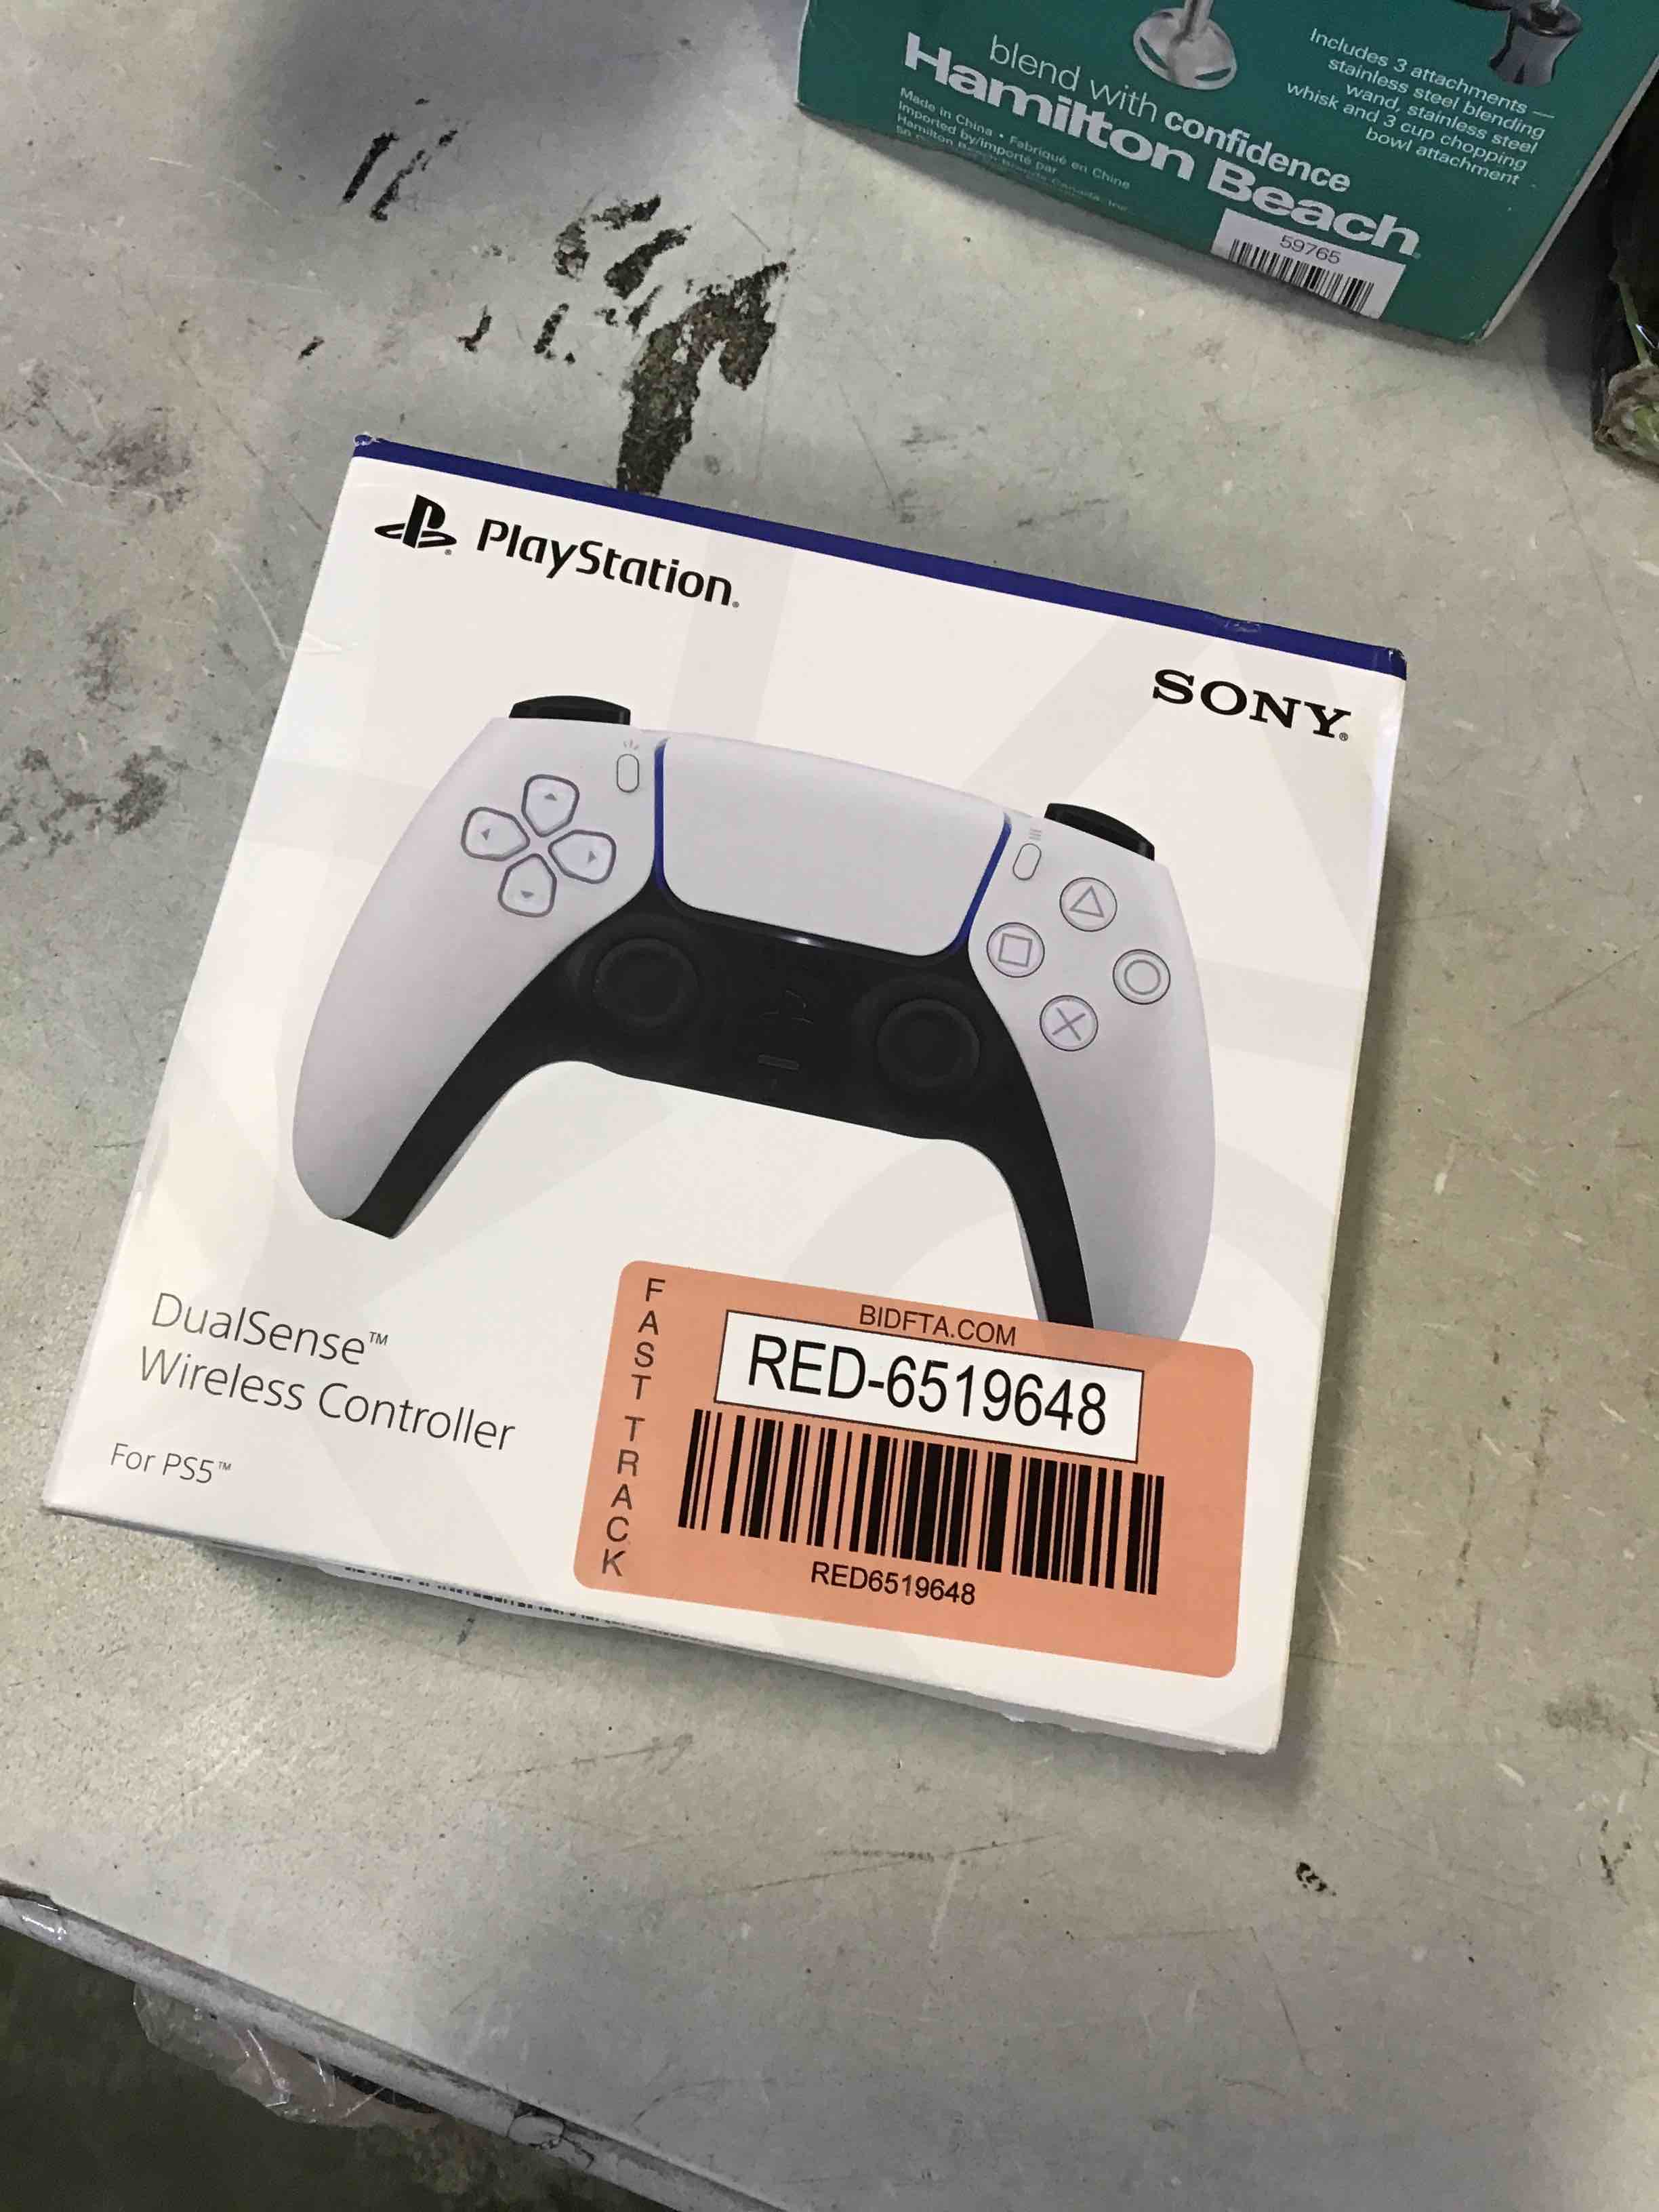 blend with confidence
Hamilton Beach
Made in China • Fabriqué en Chine
Imported by/Importé par
Includes 3 attachments —
stainless steel blending
wand, stainless steel
whisk and 3 cup chopping
bowl attachment
59765
PlayStation
SONY
DualSense™
Wireless Controller
For PS5™
FAST TRACK
BIDFTA.COM
RED-6519648
RED6519648